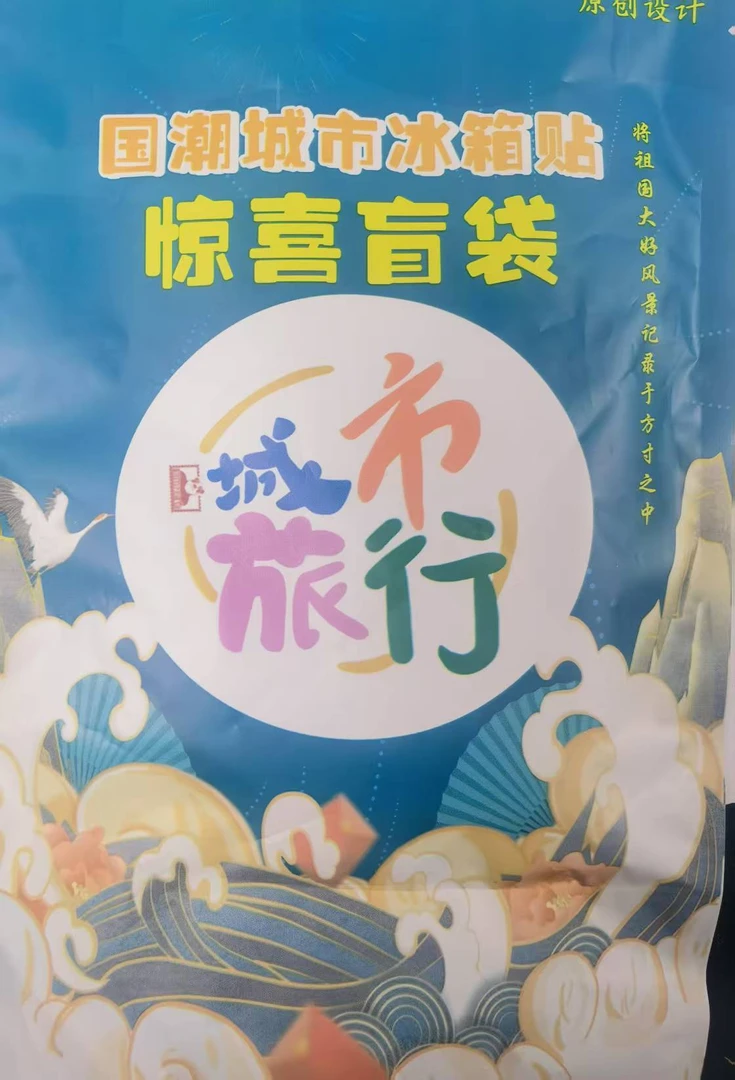 原创设计
国潮城市冰箱贴
惊喜盲袋
将祖国大好风景记录于方寸之中
城市
旅行